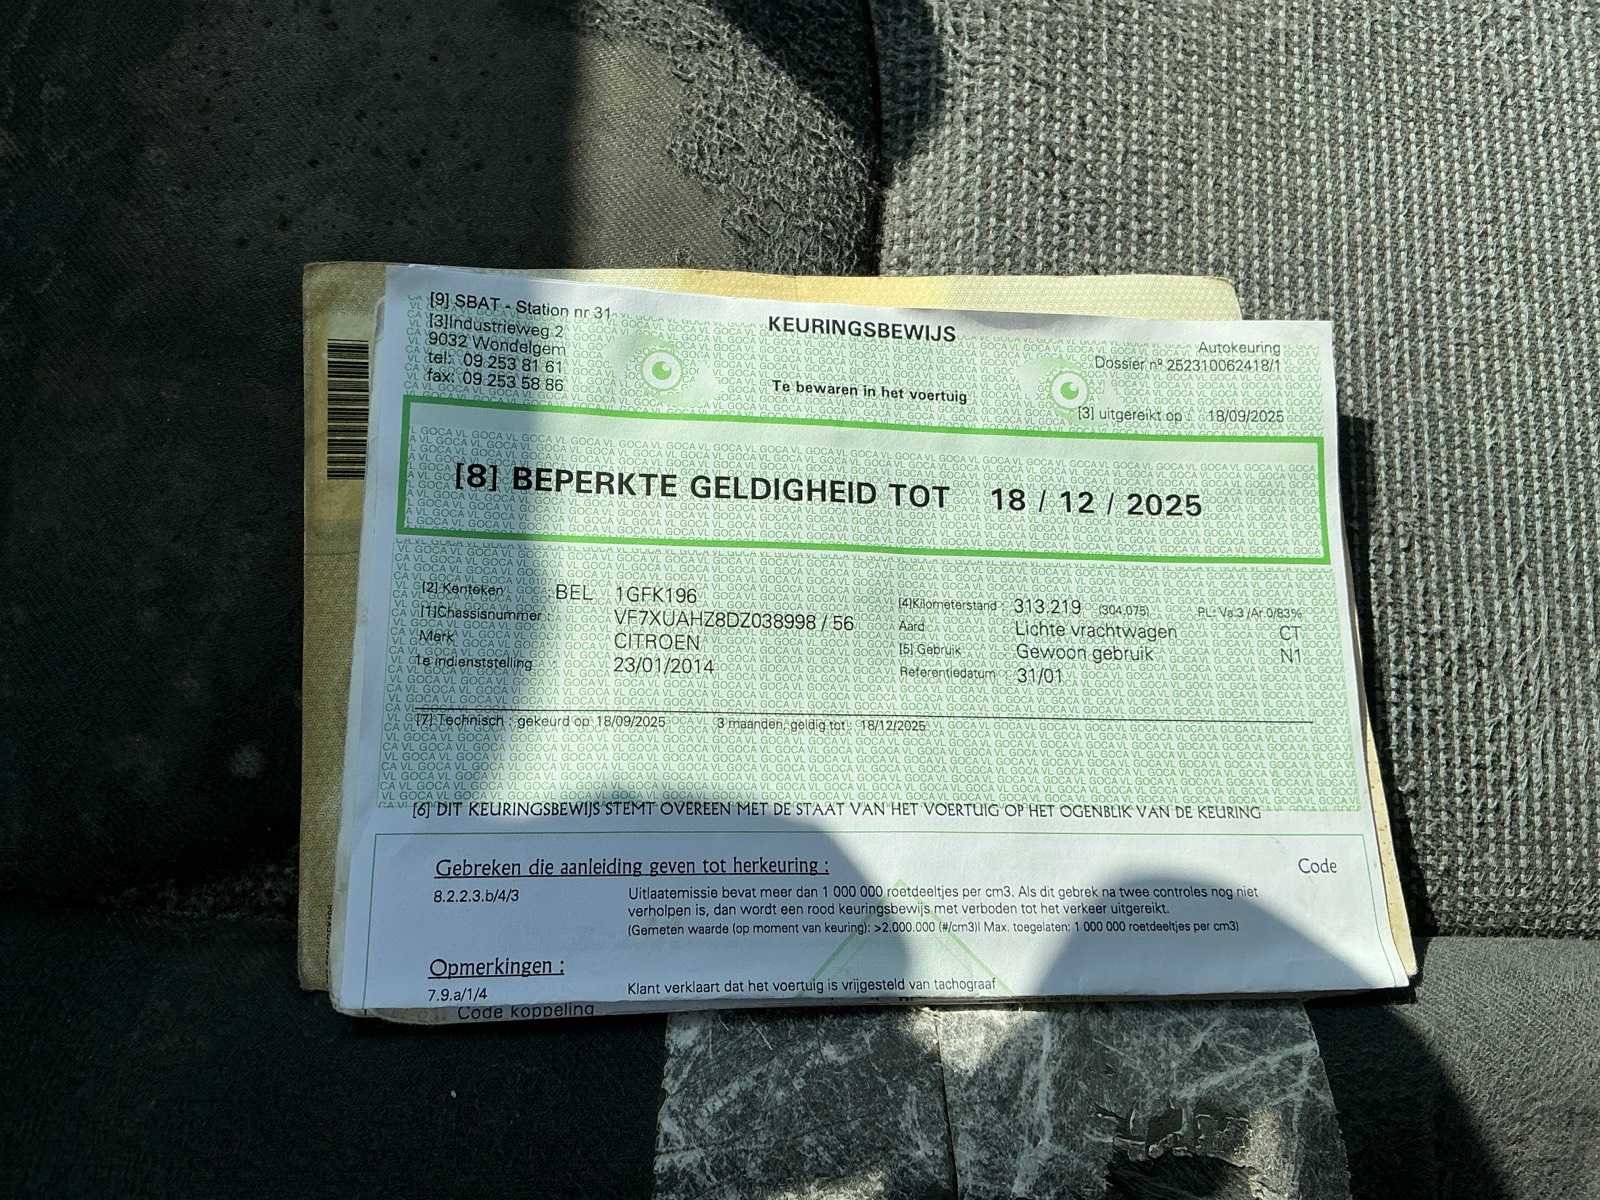 [9] SBAT - Station nr 31
[3]Industrieweg 2
9032 Wondelgem
tel: 09 253 81 61
fax: 09 253 58 86
KEURINGSBEWIJS
Te bewaren in het voertuig
Autokeuring
Dossier nº 252310062418/1
[3] uitgereikt op : 18/09/2025
[8] BEPERKTE GELDIGHEID TOT 18 / 12 / 2025
[2] Kenteken : BEL 1GFK196
[1]Chassisnummer : VF7XUAHZ8DZ038998 / 56
Merk : CITROEN
1e indienststelling : 23/01/2014
[4]Kilometerstand : 313.219 (304.075) PL: Va.3 /Ar 0/83%
Aard : Lichte vrachtwagen CT
[5] Gebruik : Gewoon gebruik N1
Referentiedatum : 31/01
[7] Technisch : gekeurd op 18/09/2025 3 maanden, geldig tot : 18/12/2025
[6] DIT KEURINGSBEWIJS STEMT OVEREEN MET DE STAAT VAN HET VOERTUIG OP HET OGENBLIK VAN DE KEURING
Gebreken die aanleiding geven tot herkeuring : Code
8.2.2.3.b/4/3 Uitlaatemissie bevat meer dan 1 000 000 roetdeeltjes per cm3. Als dit gebrek na twee controles nog niet
verholpen is, dan wordt een rood keuringsbewijs met verboden tot het verkeer uitgereikt.
(Gemeten waarde (op moment van keuring): >2.000.000 (#/cm3)| Max. toegelaten: 1 000 000 roetdeeltjes per cm3)
Opmerkingen :
7.9.a/1/4 Klant verklaart dat het voertuig is vrijgesteld van tachograaf
Code koppeling